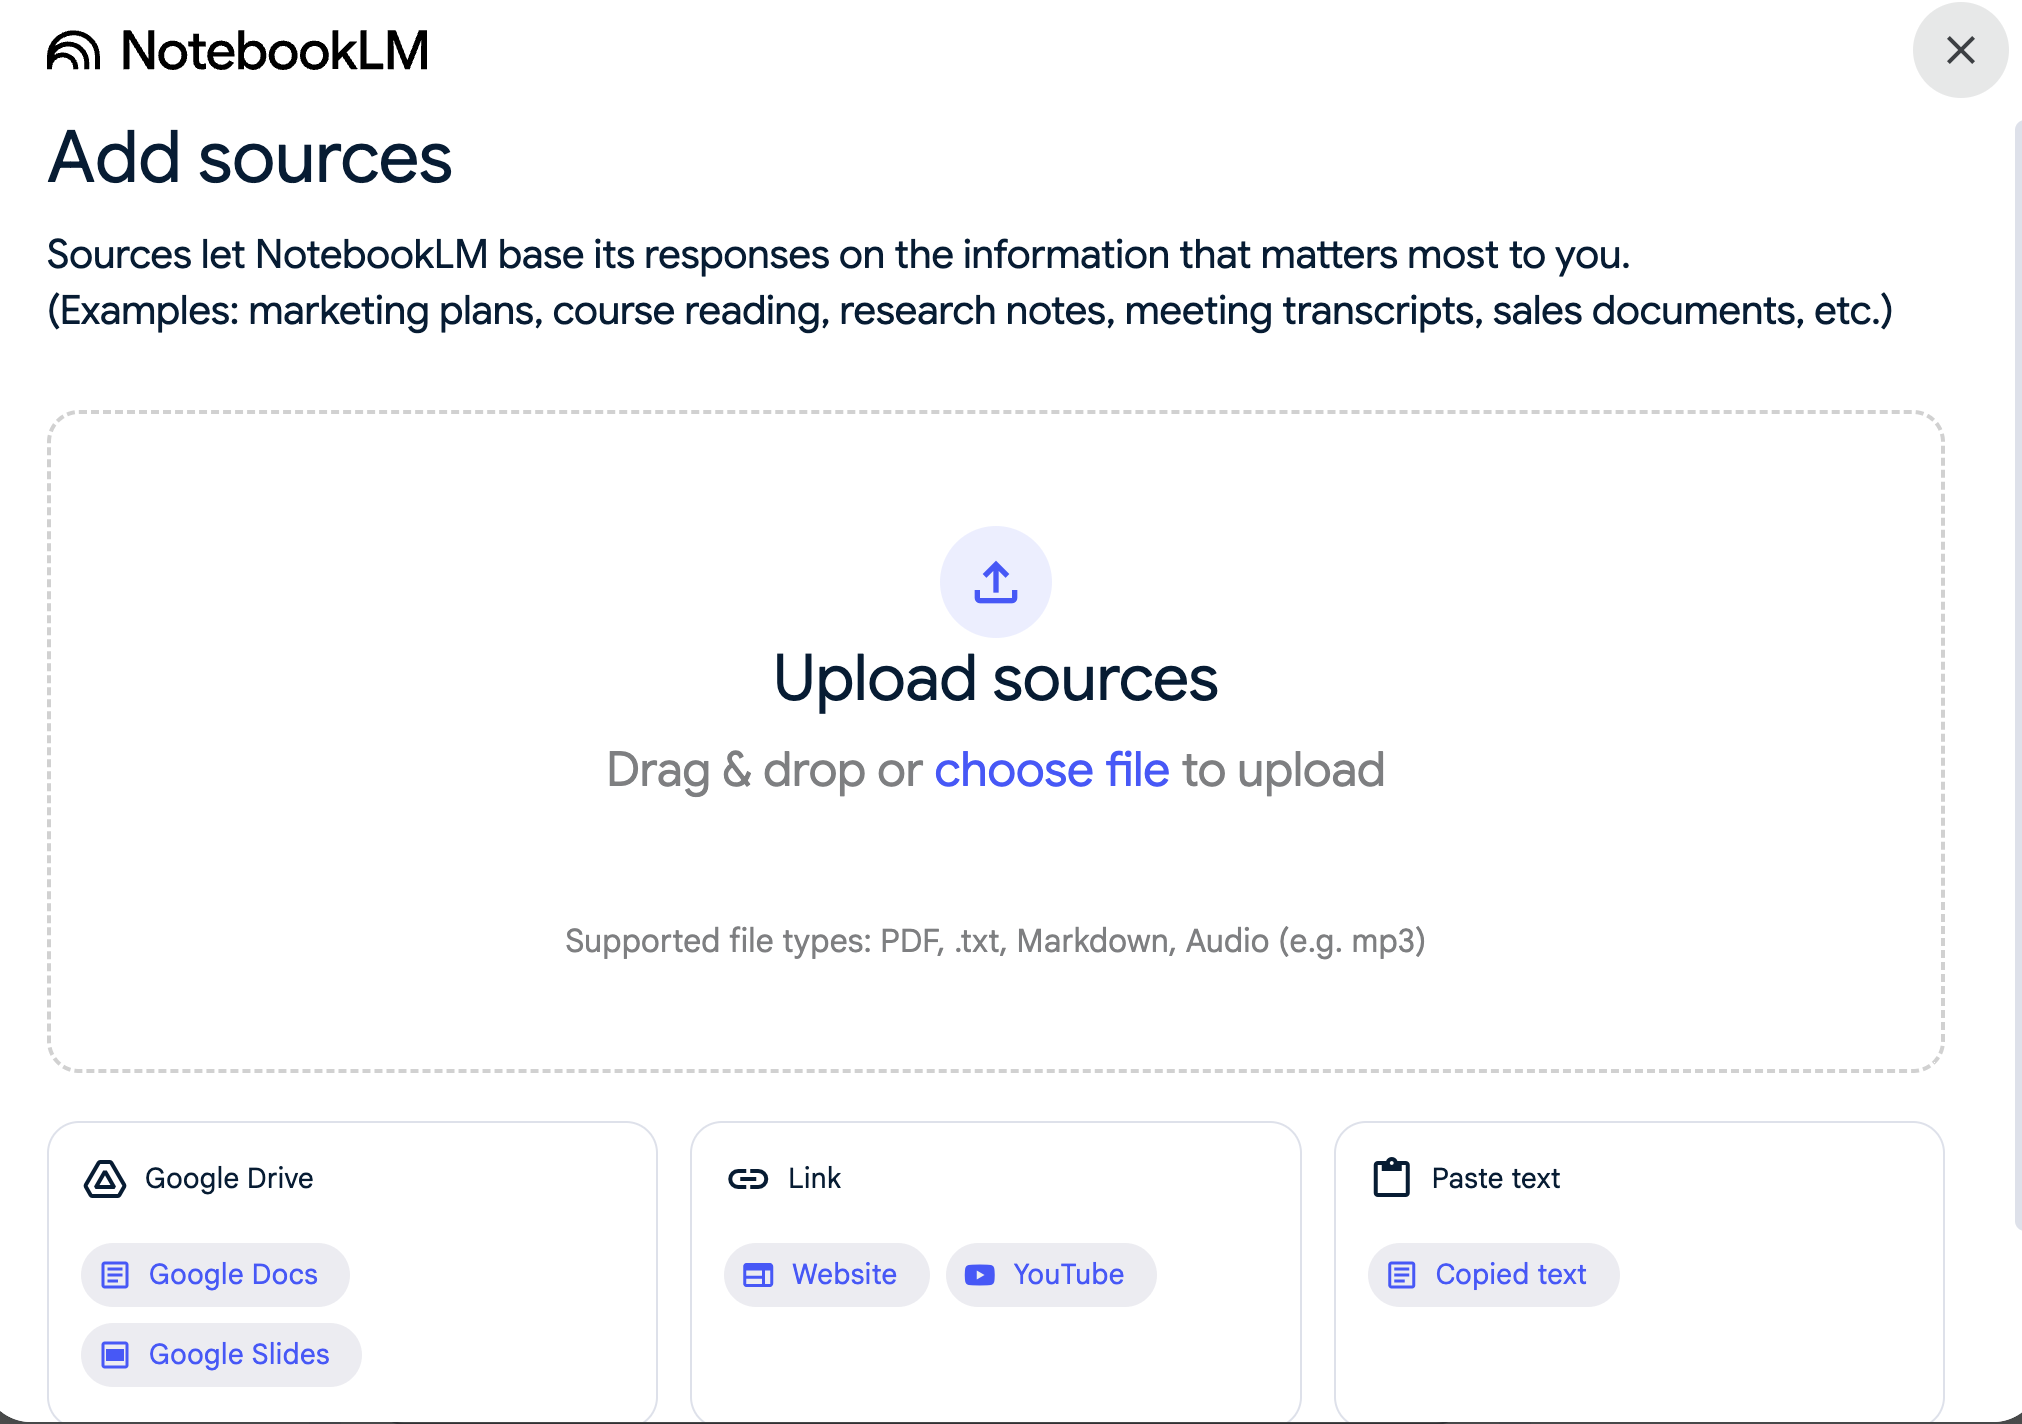 NotebookLM
Add sources
Sources let NotebookLM base its responses on the information that matters most to you.
(Examples: marketing plans, course reading, research notes, meeting transcripts, sales documents, etc.)
Upload sources
Drag & drop or choose file to upload
Supported file types: PDF, .txt, Markdown, Audio (e.g. mp3)
Google Drive
Google Docs
Google Slides
Link
Website
YouTube
Paste text
Copied text